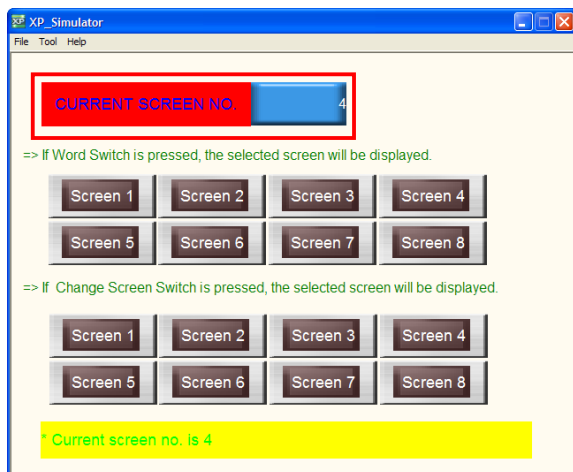 XP XP_Simulator
File Tool Help
CURRENT SCREEN NO. 4
=> If Word Switch is pressed, the selected screen will be displayed.
Screen 1 Screen 2 Screen 3 Screen 4
Screen 5 Screen 6 Screen 7 Screen 8
=> If Change Screen Switch is pressed, the selected screen will be displayed.
Screen 1 Screen 2 Screen 3 Screen 4
Screen 5 Screen 6 Screen 7 Screen 8
* Current screen no. is 4